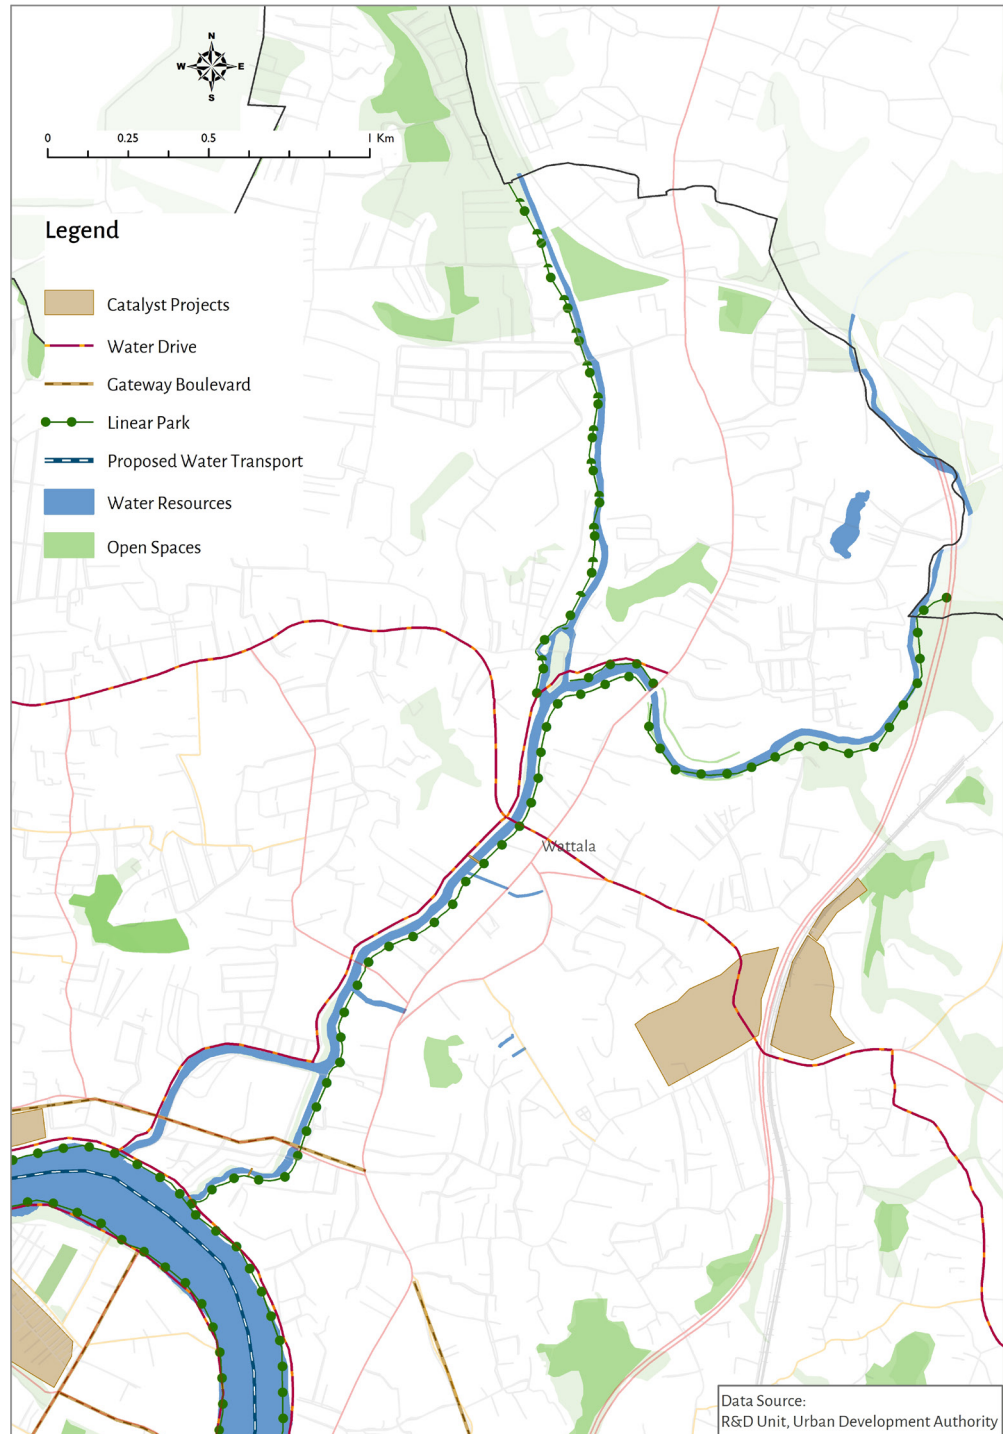 N
W E
S
0 0.25 0.5 1 Km
Legend
Catalyst Projects
Water Drive
Gateway Boulevard
Linear Park
Proposed Water Transport
Water Resources
Open Spaces
Wattala
Data Source:
R&D Unit, Urban Development Authority